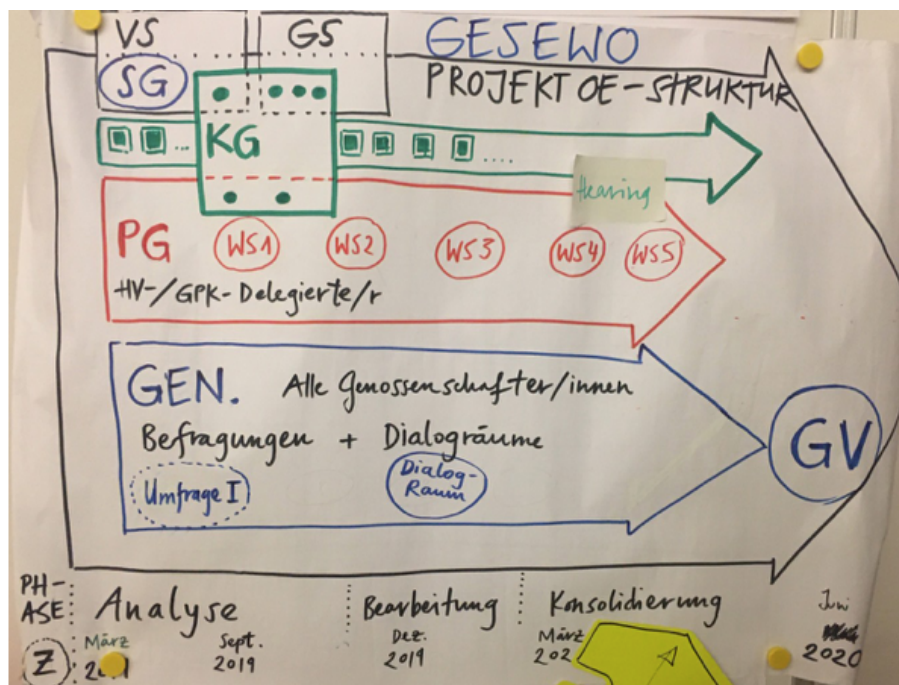 VS GS GESEWO
SG PROJEKT OE-STRUKTUR
... KG ....
Hearing
PG WS1 WS2 WS3 WS4 WS5
HV-/GPK-Delegierte/r
GEN. Alle Genossenschafter/innen
Befragungen + Dialogräume
GV
Umfrage I Dialog-
Raum
PH-
ASE: Analyse Bearbeitung Konsolidierung Juni
März Sept. Dez. März
Z 2019 2019 2020